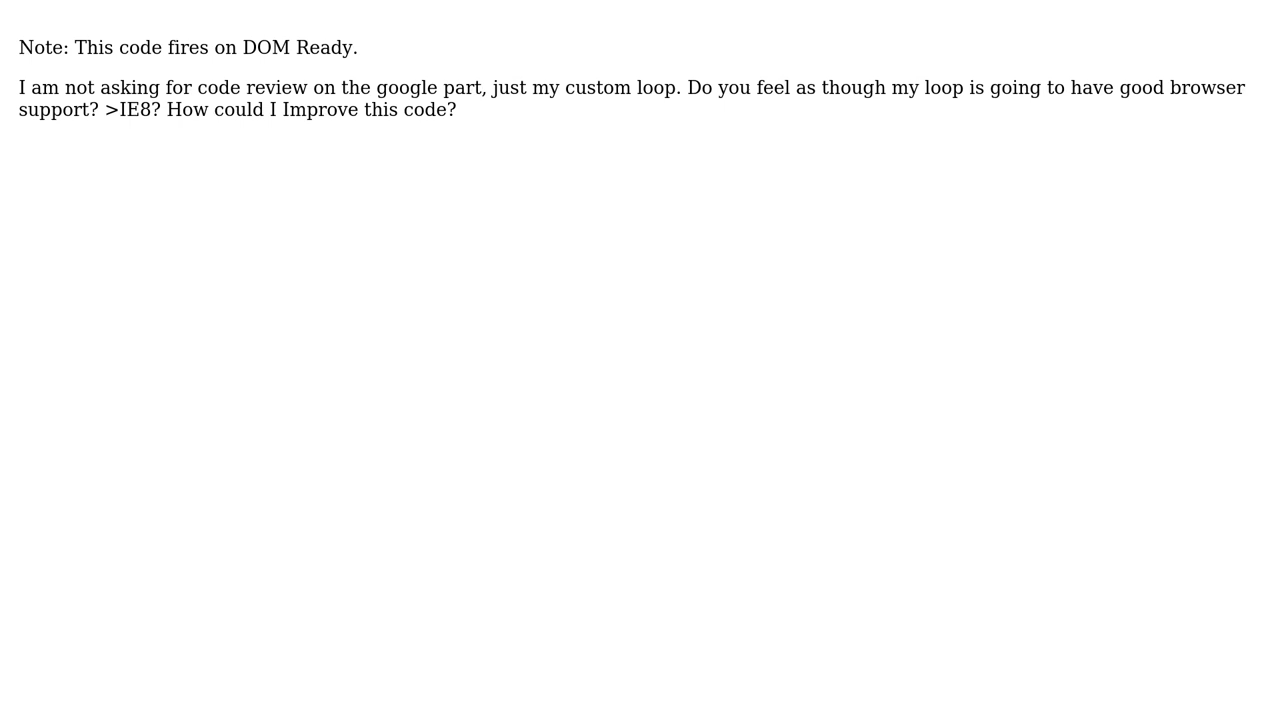 Note: This code fires on DOM Ready.
I am not asking for code review on the google part, just my custom loop. Do you feel as though my loop is going to have good browser
support? >IE8? How could I Improve this code?